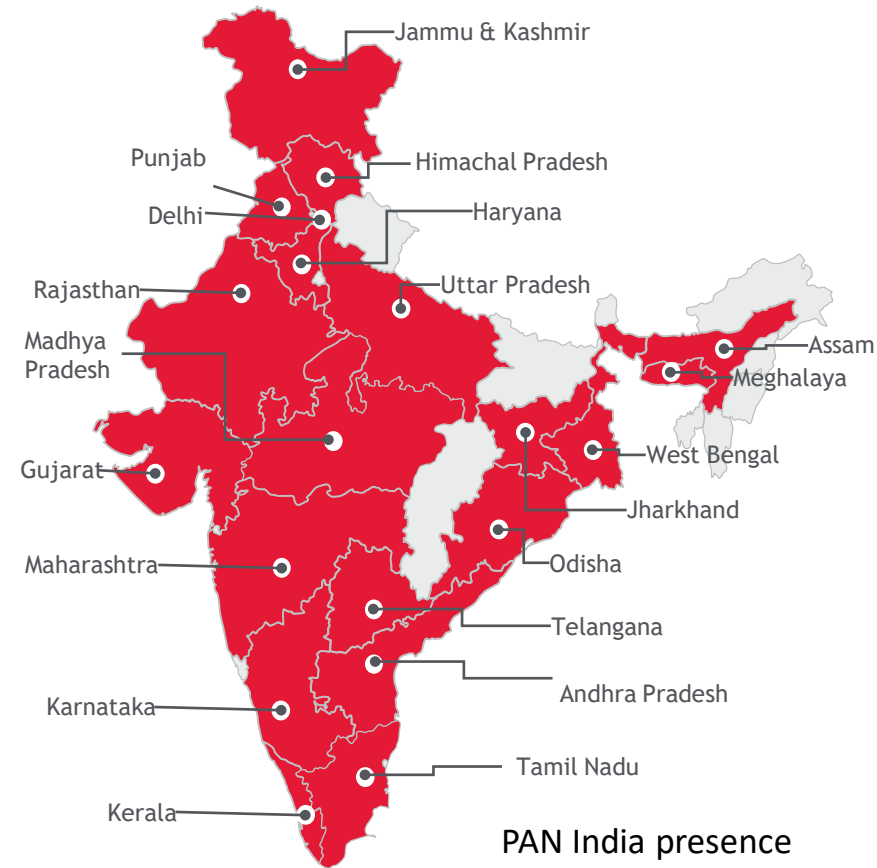 Jammu & Kashmir
Punjab
Himachal Pradesh
Delhi
Haryana
Rajasthan
Uttar Pradesh
Madhya
Pradesh
Assam
Meghalaya
Gujarat
West Bengal
Jharkhand
Maharashtra
Odisha
Telangana
Andhra Pradesh
Karnataka
Tamil Nadu
Kerala
PAN India presence